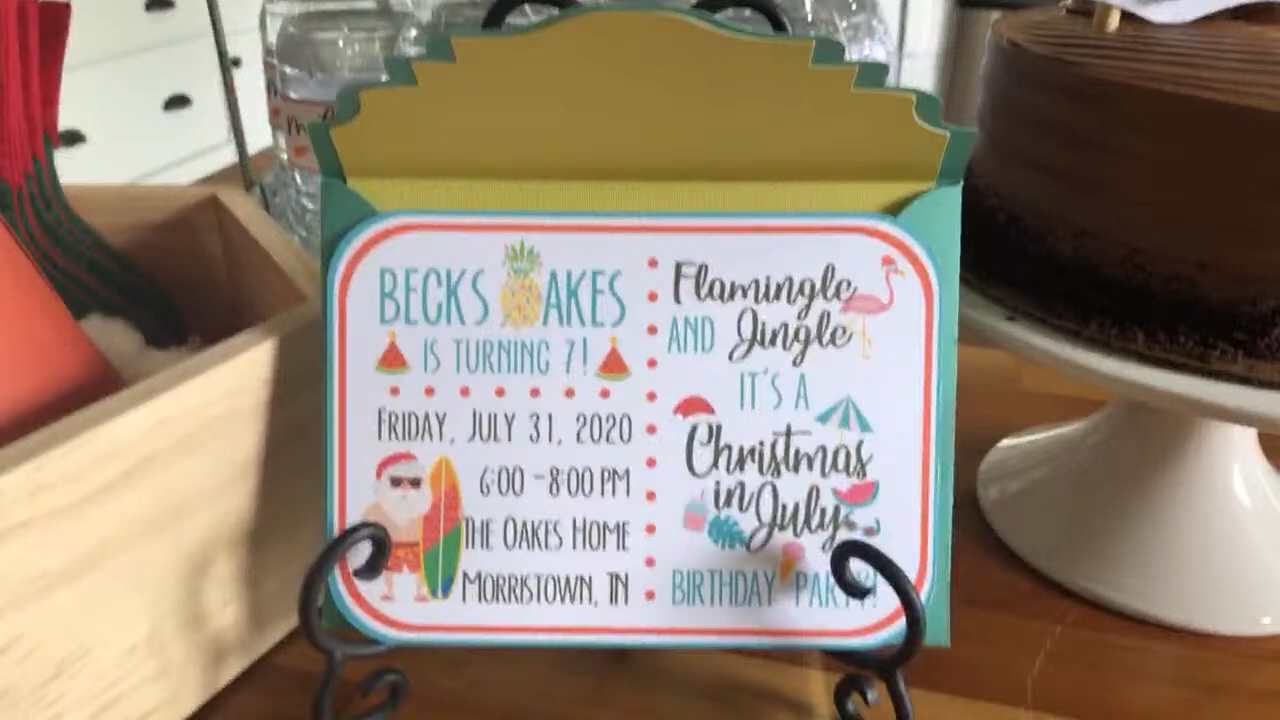 BECKS OAKES
IS TURNING 7!
FRIDAY, JULY 31, 2020
6:00 - 8:00 PM
THE OAKES HOME
MORRISTOWN, TN
Flamingle
AND Jingle
IT'S A
Christmas
in July
BIRTHDAY PARTY!